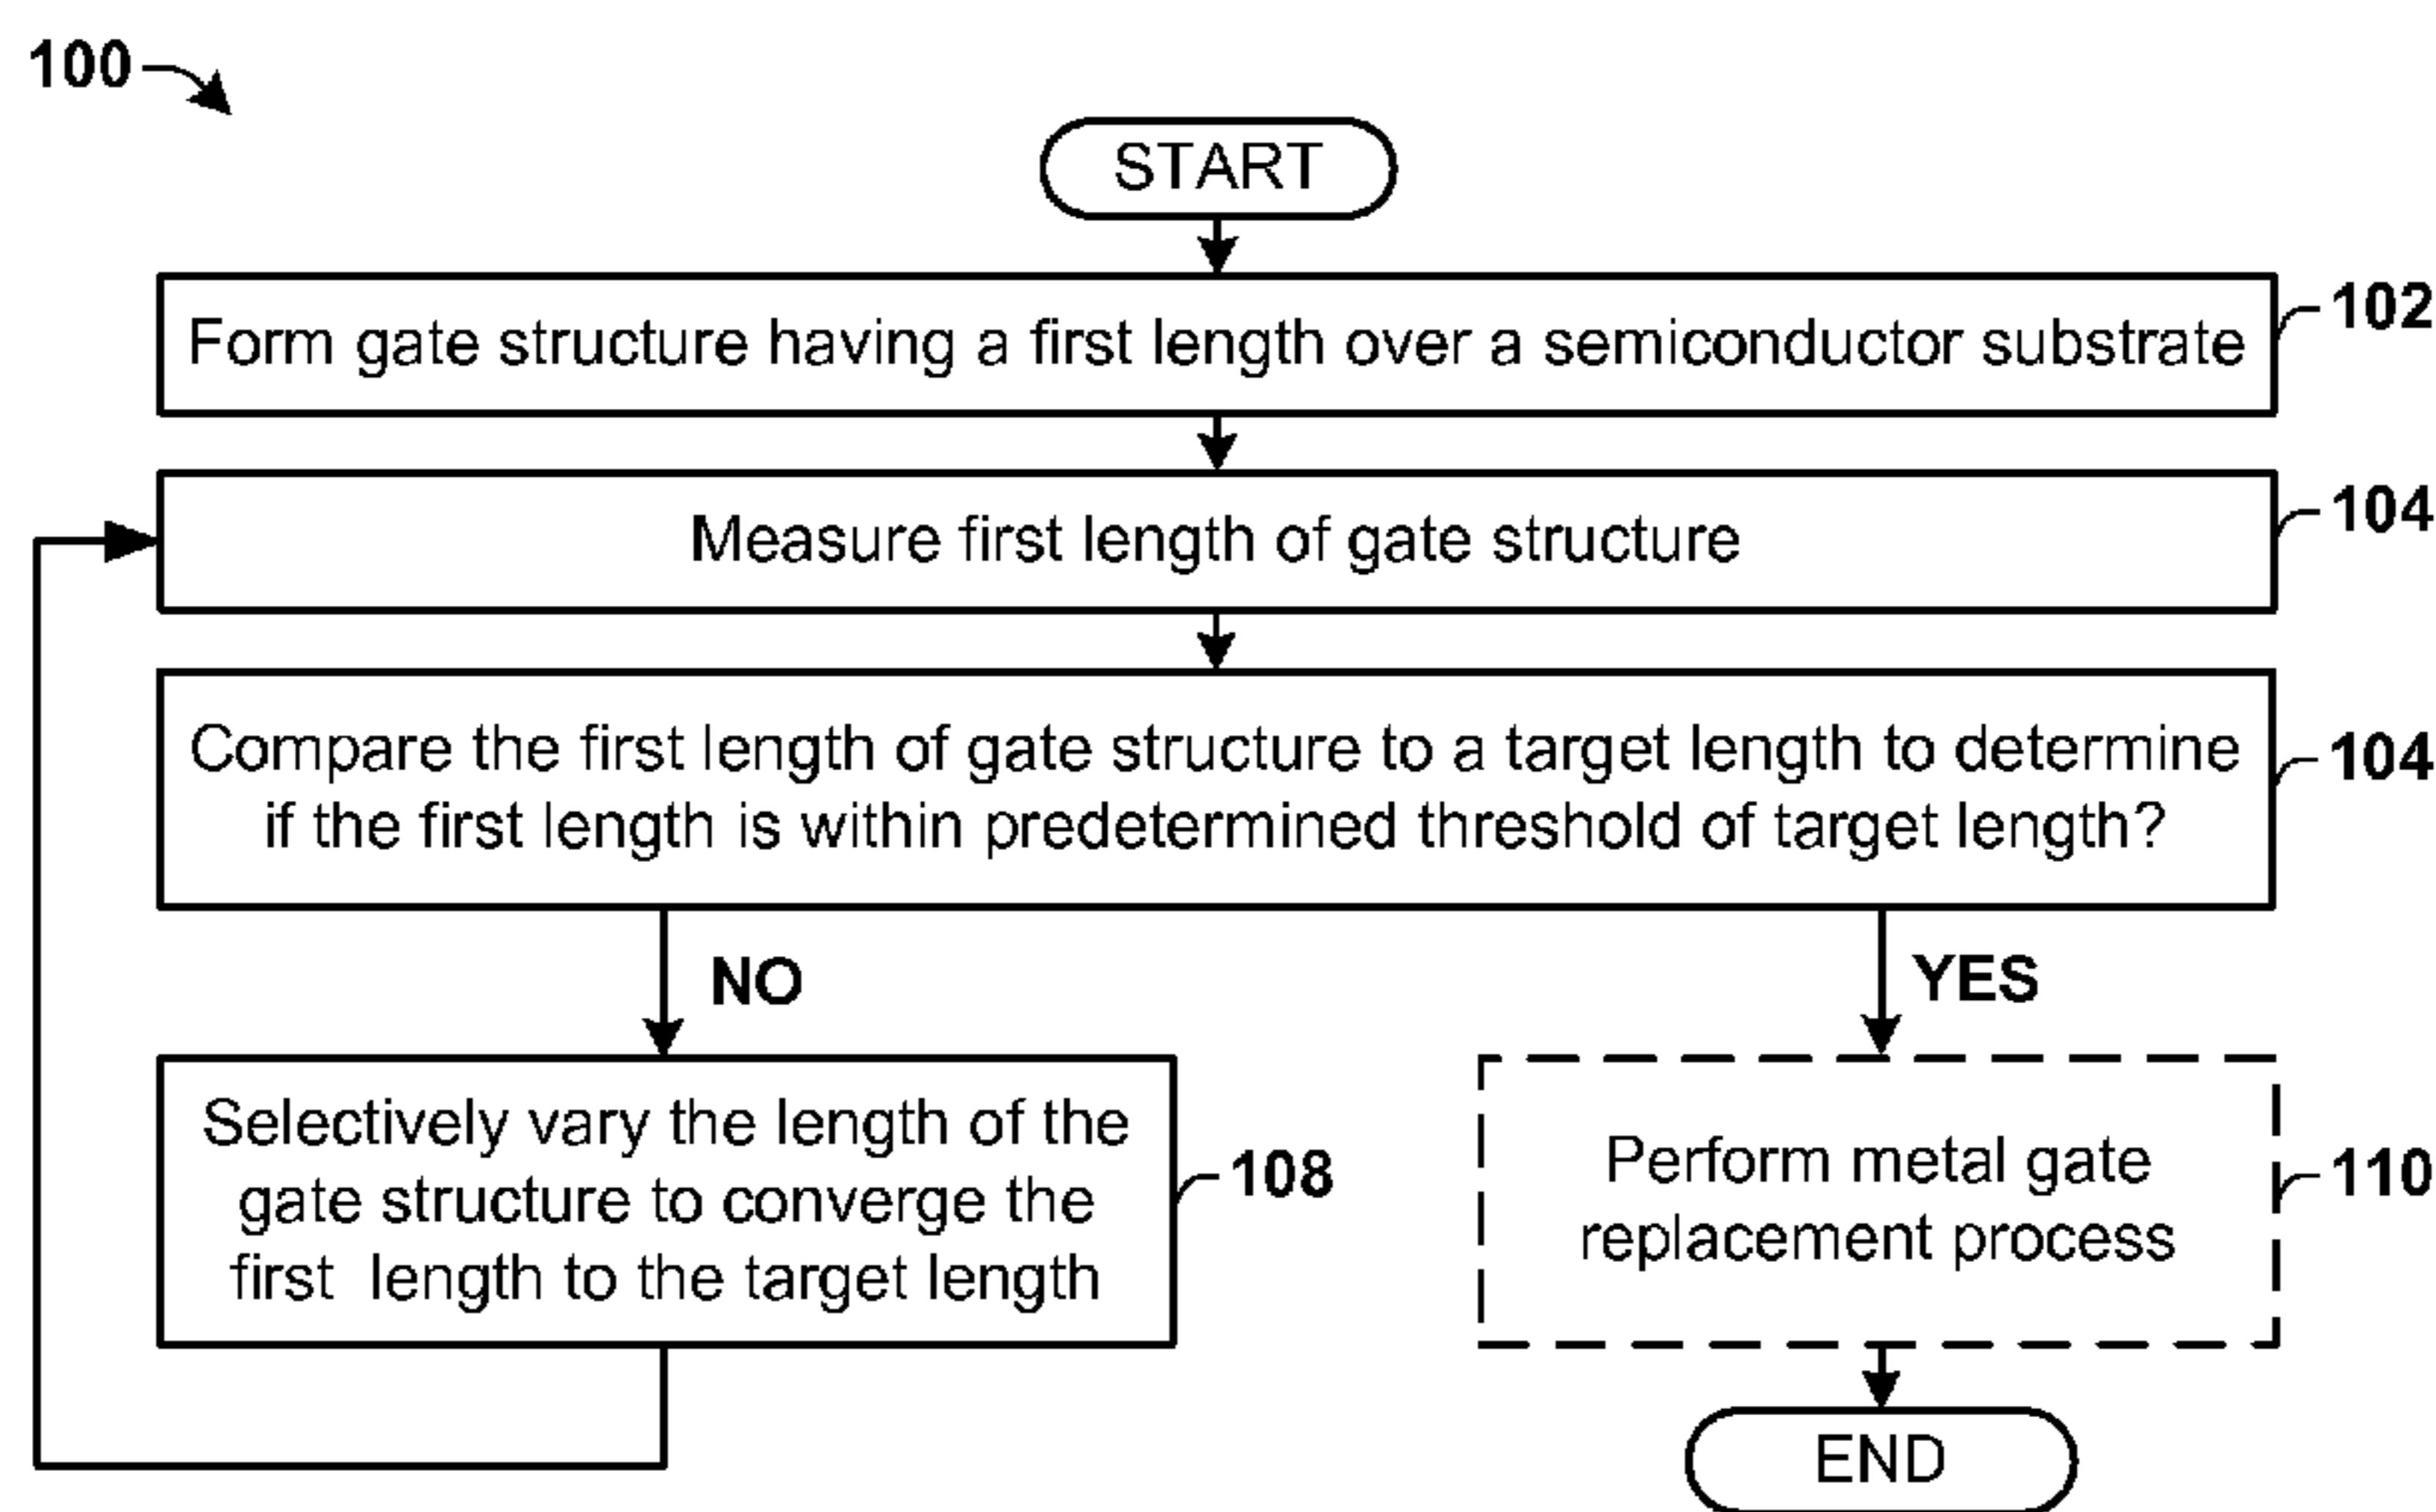 100
START
Form gate structure having a first length over a semiconductor substrate
102
Measure first length of gate structure
104
Compare the first length of gate structure to a target length to determine
if the first length is within predetermined threshold of target length?
104
NO
YES
Selectively vary the length of the
gate structure to converge the
first length to the target length
108
Perform metal gate
replacement process
110
END